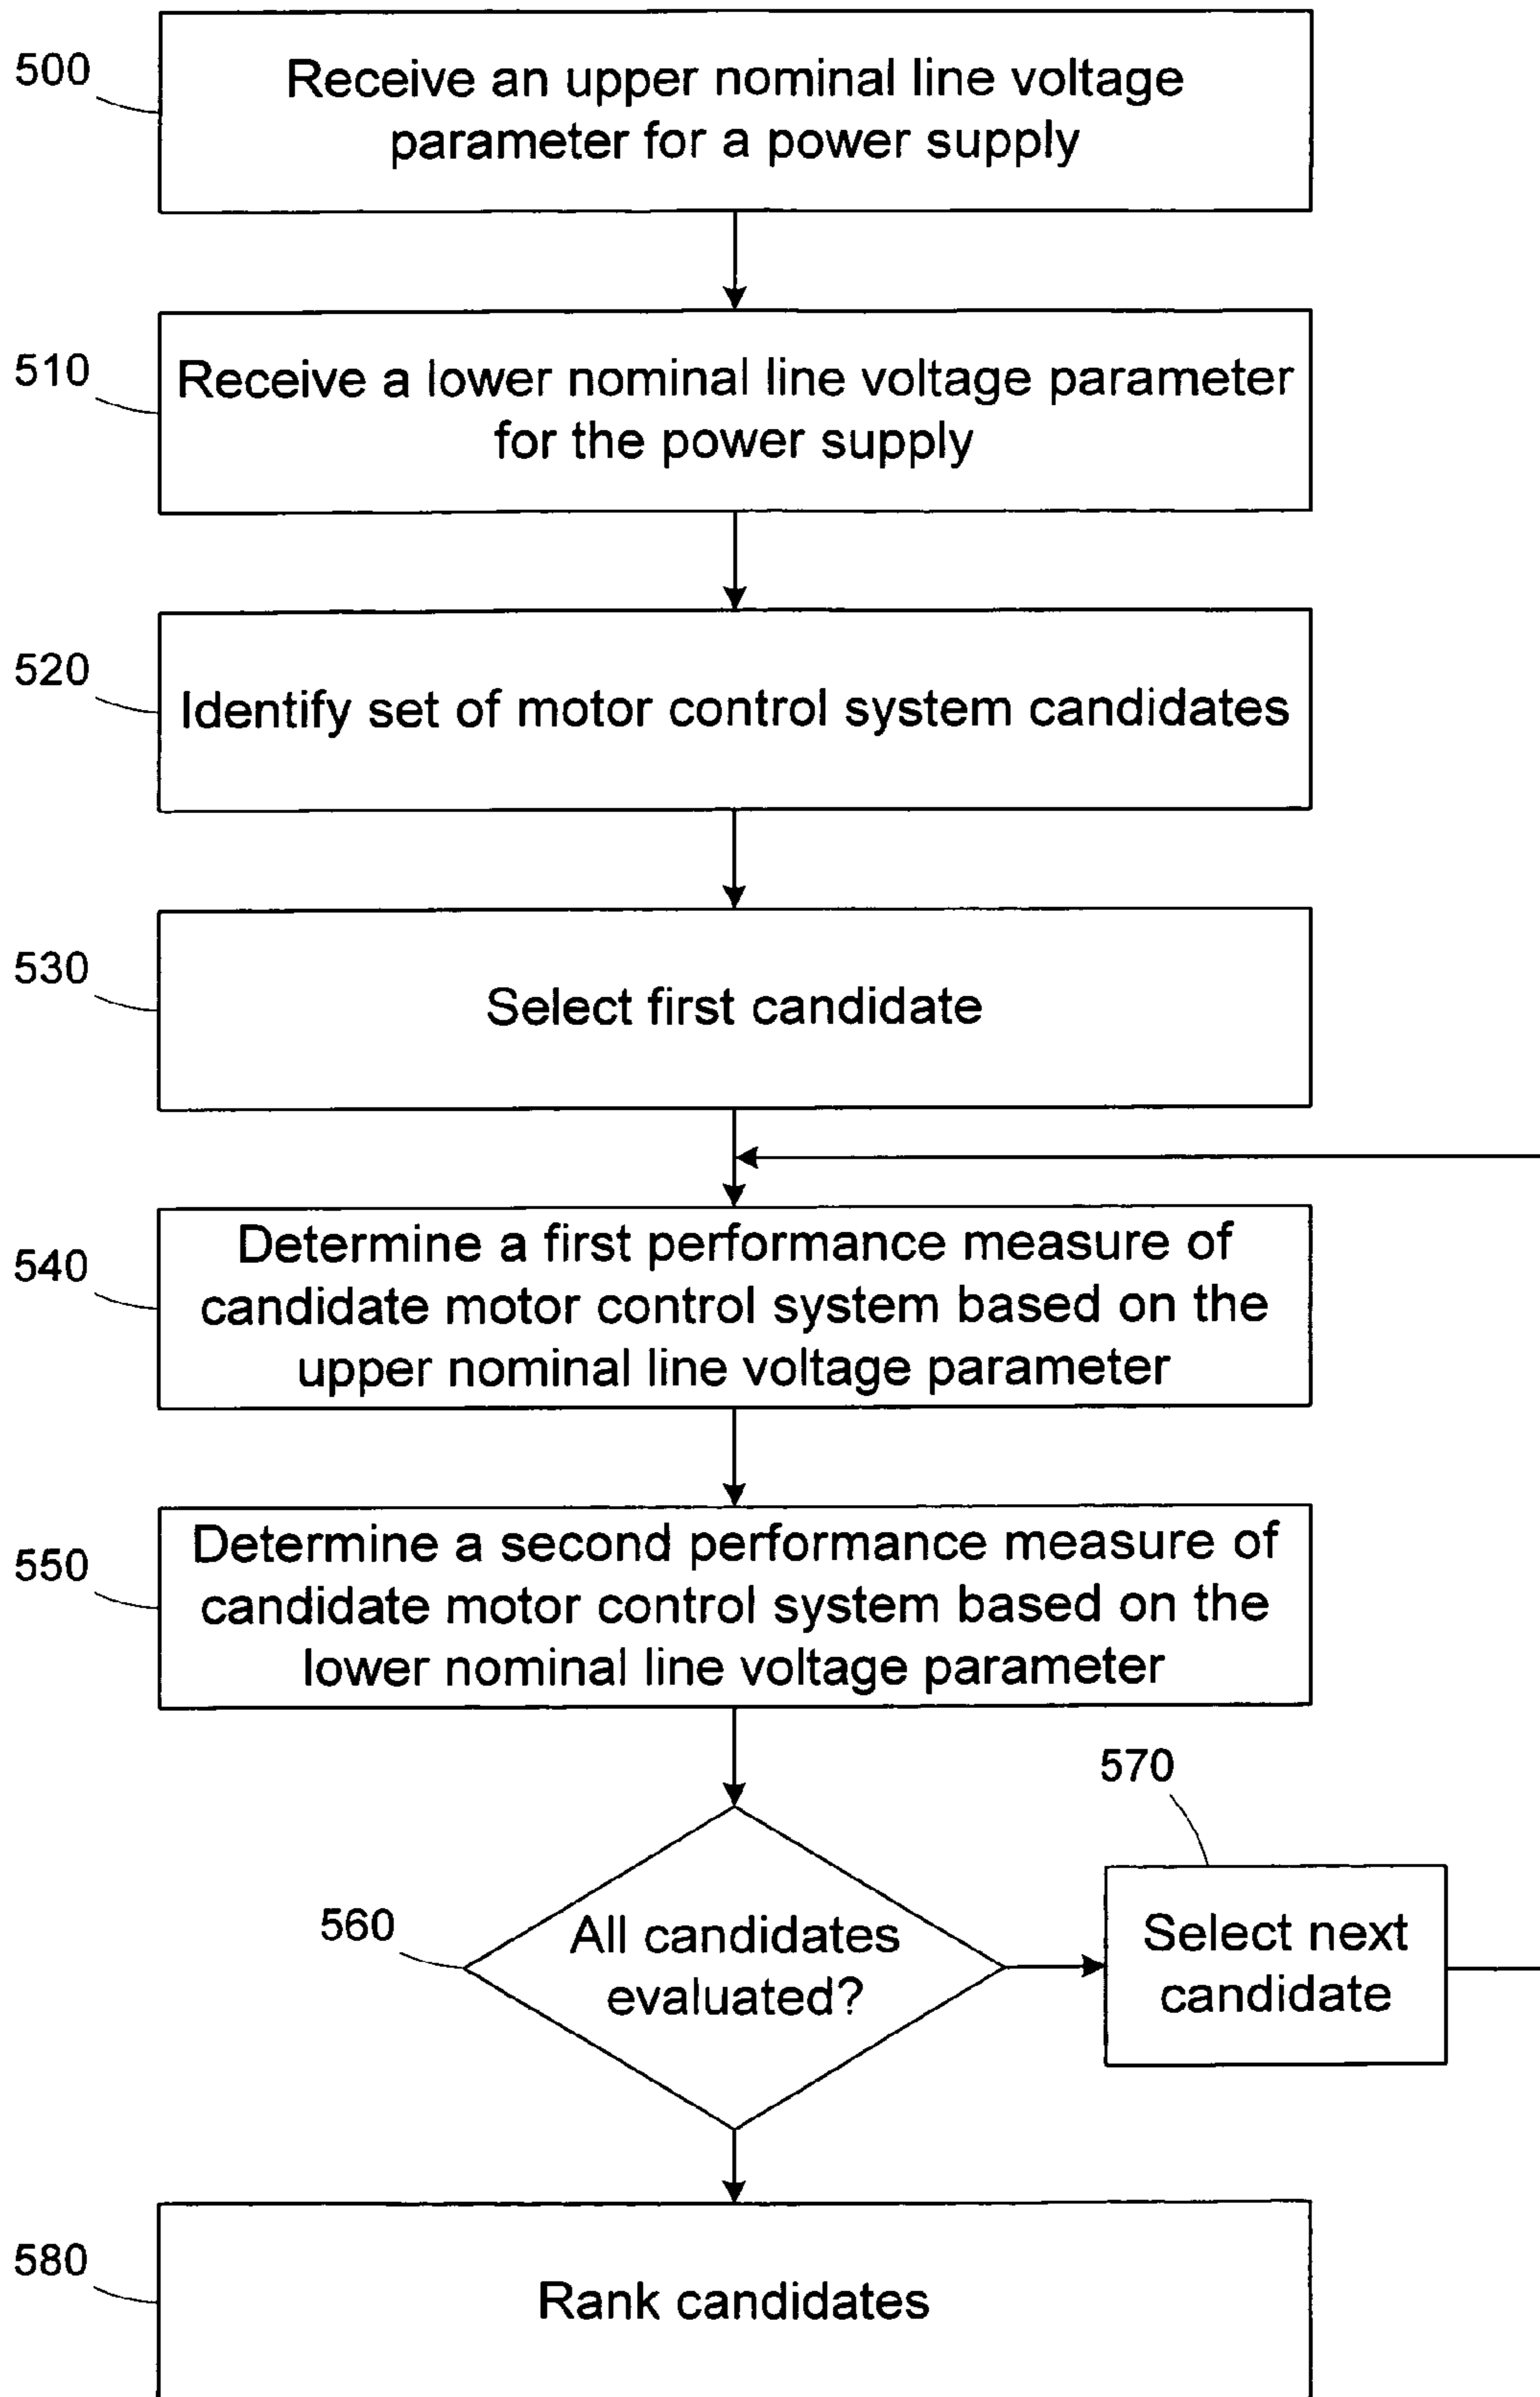 500
Receive an upper nominal line voltage
parameter for a power supply
510
Receive a lower nominal line voltage parameter
for the power supply
520
Identify set of motor control system candidates
530
Select first candidate
540
Determine a first performance measure of
candidate motor control system based on the
upper nominal line voltage parameter
550
Determine a second performance measure of
candidate motor control system based on the
lower nominal line voltage parameter
560
All candidates
evaluated?
570
Select next
candidate
580
Rank candidates